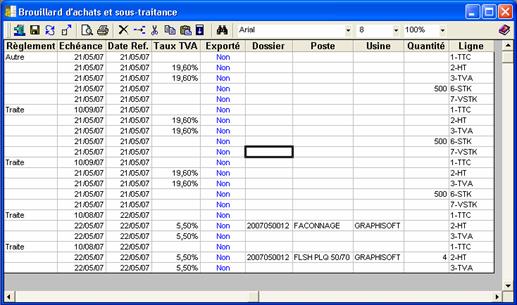 Brouillard d'achats et sous-traitance
Arial 8 100%
Règlement Echéance Date Ref. Taux TVA Exporté Dossier Poste Usine Quantité Ligne
Autre 21/05/07 21/05/07 Non 1-TTC
21/05/07 21/05/07 19,60% Non 2-HT
21/05/07 21/05/07 19,60% Non 3-TVA
21/05/07 21/05/07 Non 500 6-STK
21/05/07 21/05/07 Non 7-VSTK
Traite 10/09/07 21/05/07 Non 1-TTC
21/05/07 21/05/07 19,60% Non 2-HT
21/05/07 21/05/07 19,60% Non 3-TVA
21/05/07 21/05/07 Non 500 6-STK
21/05/07 21/05/07 Non 7-VSTK
Traite 10/09/07 21/05/07 Non 1-TTC
21/05/07 21/05/07 19,60% Non 2-HT
21/05/07 21/05/07 19,60% Non 3-TVA
21/05/07 21/05/07 Non 500 6-STK
21/05/07 21/05/07 Non 7-VSTK
Traite 10/08/07 22/05/07 Non 1-TTC
22/05/07 22/05/07 5,50% Non 2007050012 FACONNAGE GRAPHISOFT 2-HT
22/05/07 22/05/07 5,50% Non 3-TVA
Traite 10/08/07 22/05/07 Non 1-TTC
22/05/07 22/05/07 5,50% Non 2007050012 FLSH PLQ 50/70 GRAPHISOFT 4 2-HT
22/05/07 22/05/07 5,50% Non 3-TVA